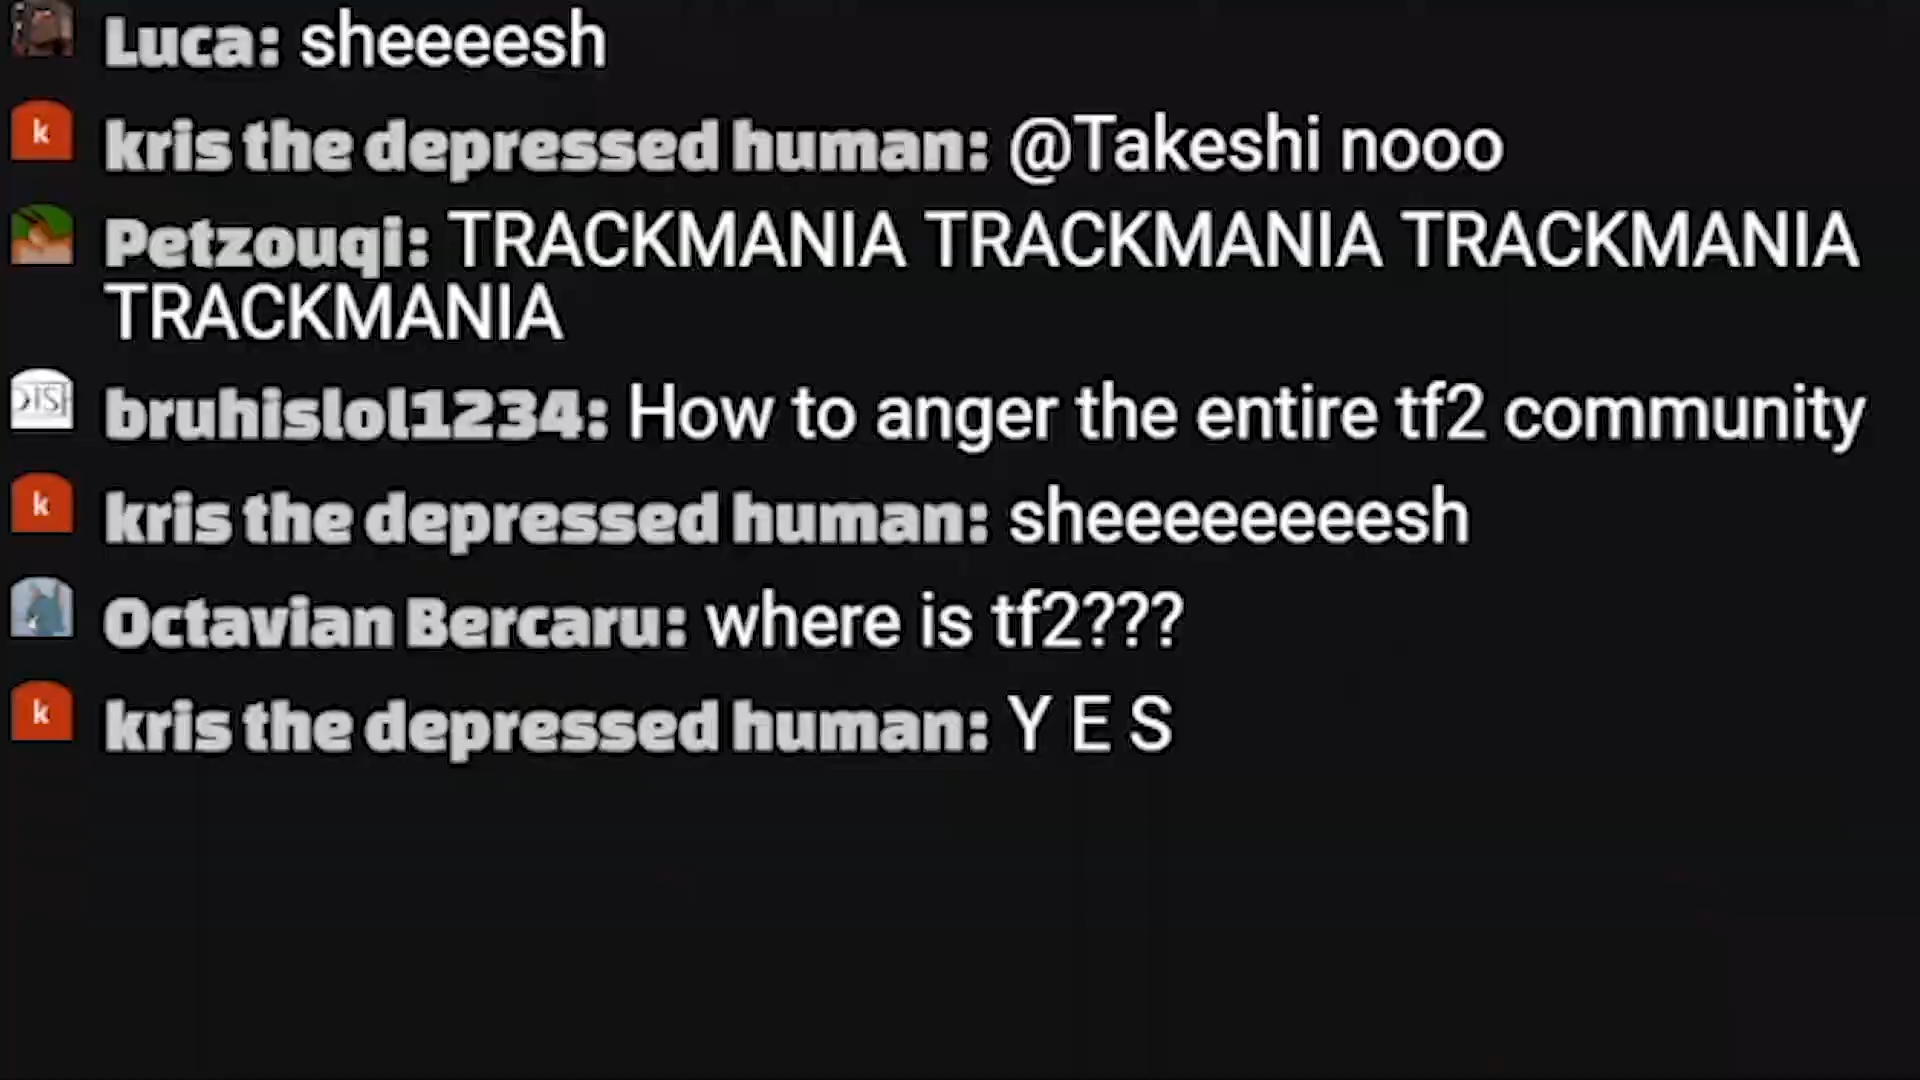 Luca: sheeeesh
k kris the depressed human: @Takeshi nooo
Petzouqi: TRACKMANIA TRACKMANIA TRACKMANIA
TRACKMANIA
bruhislol1234: How to anger the entire tf2 community
k kris the depressed human: sheeeeeeeeesh
Octavian Bercaru: where is tf2???
k kris the depressed human: Y E S